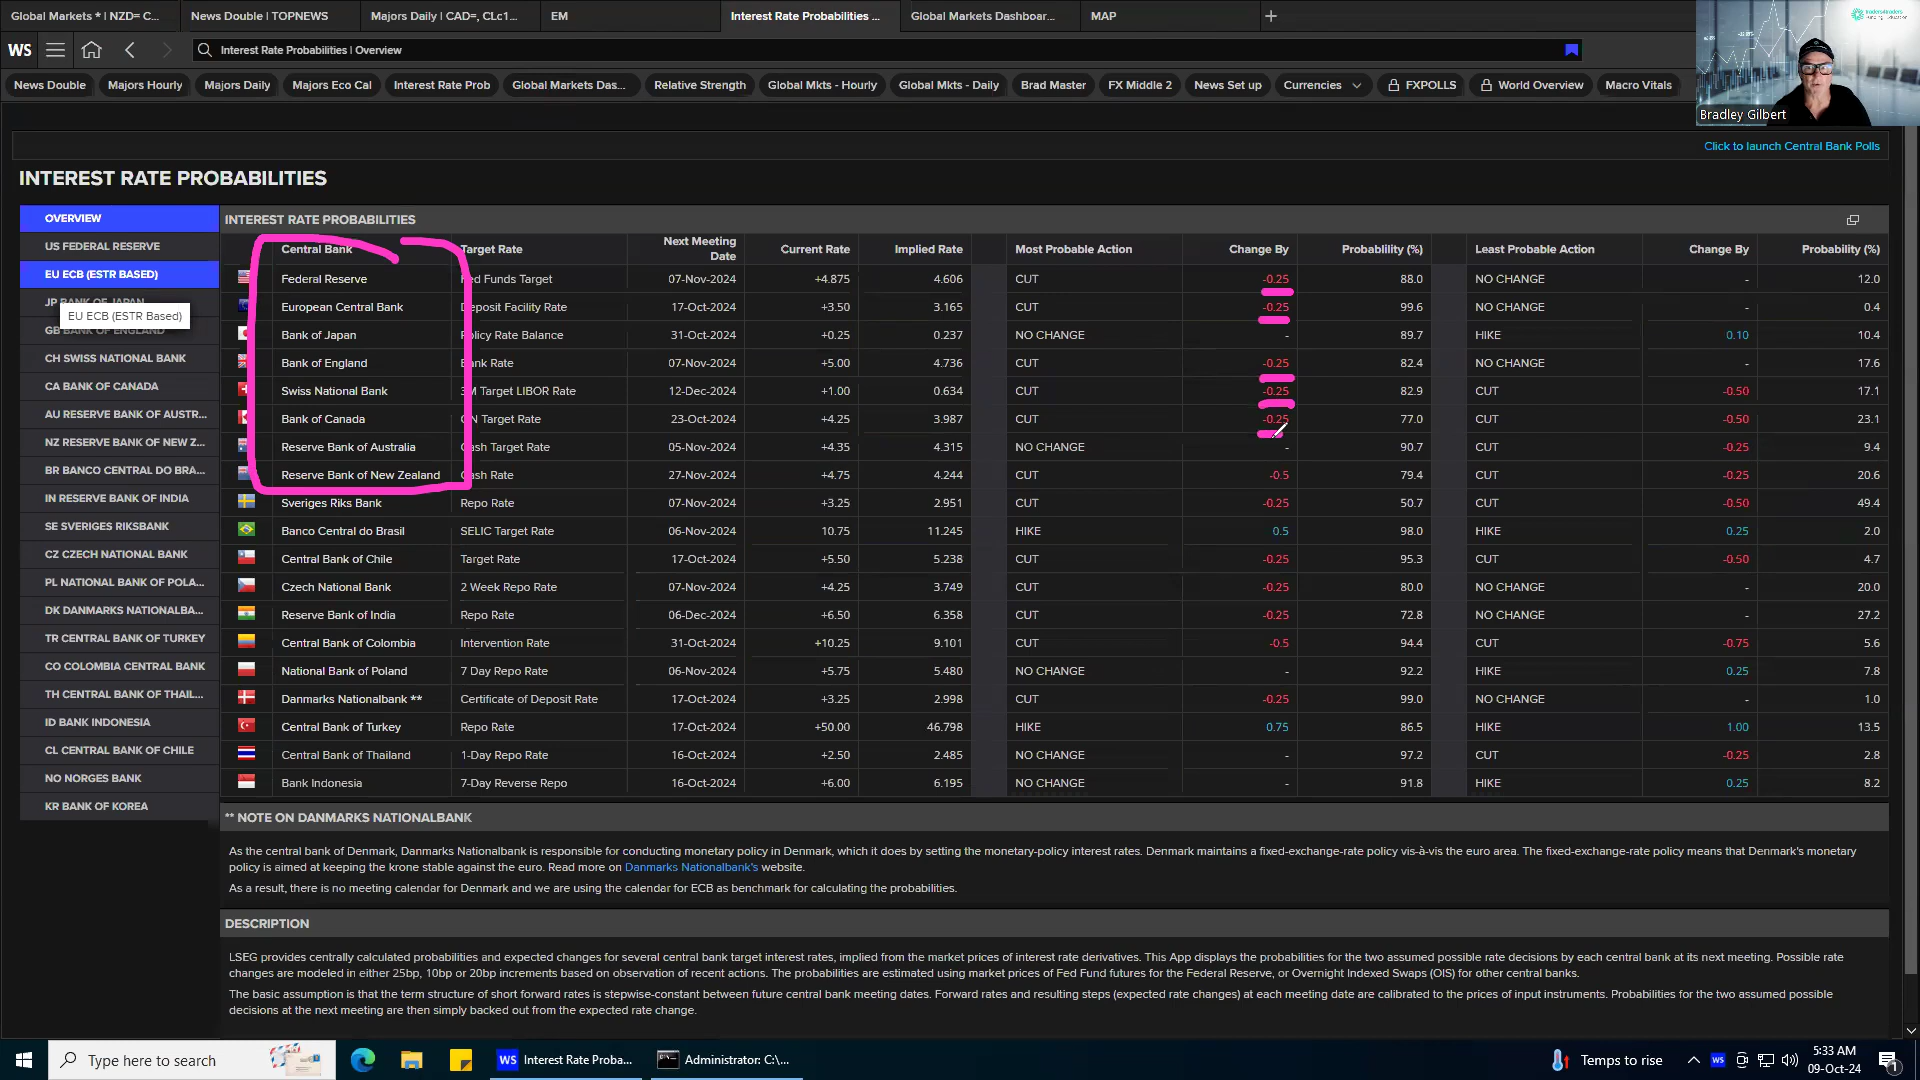 Global Markets * | NZD= C...
News Double | TOPNEWS
Majors Daily | CAD=, CLc1...
EM
Interest Rate Probabilities ...
Global Markets Dashboar...
MAP
WS
Interest Rate Probabilities | Overview
News Double
Majors Hourly
Majors Daily
Majors Eco Cal
Interest Rate Prob
Global Markets Das...
Relative Strength
Global Mkts - Hourly
Global Mkts - Daily
Brad Master
FX Middle 2
News Set up
Currencies
FXPOLLS
World Overview
Macro Vitals
traders4traders
Bradley Gilbert
Click to launch Central Bank Polls
INTEREST RATE PROBABILITIES
OVERVIEW
US FEDERAL RESERVE
EU ECB (ESTR BASED)
JP BANK OF JAPAN
EU ECB (ESTR Based)
GB BANK OF ENGLAND
CH SWISS NATIONAL BANK
CA BANK OF CANADA
AU RESERVE BANK OF AUSTR...
NZ RESERVE BANK OF NEW Z...
BR BANCO CENTRAL DO BRA...
IN RESERVE BANK OF INDIA
SE SVERIGES RIKSBANK
CZ CZECH NATIONAL BANK
PL NATIONAL BANK OF POLA...
DK DANMARKS NATIONALBA...
TR CENTRAL BANK OF TURKEY
CO COLOMBIA CENTRAL BANK
TH CENTRAL BANK OF THAIL...
ID BANK INDONESIA
CL CENTRAL BANK OF CHILE
NO NORGES BANK
KR BANK OF KOREA
INTEREST RATE PROBABILITIES
Central Bank Target Rate Next Meeting Date Current Rate Implied Rate Most Probable Action Change By Probablility (%) Least Probable Action Change By Probability (%)
Federal Reserve Fed Funds Target 07-Nov-2024 +4.875 4.606 CUT -0.25 88.0 NO CHANGE - 12.0
European Central Bank Deposit Facility Rate 17-Oct-2024 +3.50 3.165 CUT -0.25 99.6 NO CHANGE - 0.4
Bank of Japan Policy Rate Balance 31-Oct-2024 +0.25 0.237 NO CHANGE - 89.7 HIKE 0.10 10.4
Bank of England Bank Rate 07-Nov-2024 +5.00 4.736 CUT -0.25 82.4 NO CHANGE - 17.6
Swiss National Bank 3M Target LIBOR Rate 12-Dec-2024 +1.00 0.634 CUT -0.25 82.9 CUT -0.50 17.1
Bank of Canada ON Target Rate 23-Oct-2024 +4.25 3.987 CUT -0.25 77.0 CUT -0.50 23.1
Reserve Bank of Australia Cash Target Rate 05-Nov-2024 +4.35 4.315 NO CHANGE - 90.7 CUT -0.25 9.4
Reserve Bank of New Zealand Cash Rate 27-Nov-2024 +4.75 4.244 CUT -0.5 79.4 CUT -0.25 20.6
Sveriges Riks Bank Repo Rate 07-Nov-2024 +3.25 2.951 CUT -0.25 50.7 CUT -0.50 49.4
Banco Central do Brasil SELIC Target Rate 06-Nov-2024 10.75 11.245 HIKE 0.5 98.0 HIKE 0.25 2.0
Central Bank of Chile Target Rate 17-Oct-2024 +5.50 5.238 CUT -0.25 95.3 CUT -0.50 4.7
Czech National Bank 2 Week Repo Rate 07-Nov-2024 +4.25 3.749 CUT -0.25 80.0 NO CHANGE - 20.0
Reserve Bank of India Repo Rate 06-Dec-2024 +6.50 6.358 CUT -0.25 72.8 NO CHANGE - 27.2
Central Bank of Colombia Intervention Rate 31-Oct-2024 +10.25 9.101 CUT -0.5 94.4 CUT -0.75 5.6
National Bank of Poland 7 Day Repo Rate 06-Nov-2024 +5.75 5.480 NO CHANGE - 92.2 HIKE 0.25 7.8
Danmarks Nationalbank ** Certificate of Deposit Rate 17-Oct-2024 +3.25 2.998 CUT -0.25 99.0 NO CHANGE - 1.0
Central Bank of Turkey Repo Rate 17-Oct-2024 +50.00 46.798 HIKE 0.75 86.5 HIKE 1.00 13.5
Central Bank of Thailand 1-Day Repo Rate 16-Oct-2024 +2.50 2.485 NO CHANGE - 97.2 CUT -0.25 2.8
Bank Indonesia 7-Day Reverse Repo 16-Oct-2024 +6.00 6.195 NO CHANGE - 91.8 HIKE 0.25 8.2
** NOTE ON DANMARKS NATIONALBANK
As the central bank of Denmark, Danmarks Nationalbank is responsible for conducting monetary policy in Denmark, which it does by setting the monetary-policy interest rates. Denmark maintains a fixed-exchange-rate policy vis-à-vis the euro area. The fixed-exchange-rate policy means that Denmark's monetary
policy is aimed at keeping the krone stable against the euro. Read more on Danmarks Nationalbank's website.
As a result, there is no meeting calendar for Denmark and we are using the calendar for ECB as benchmark for calculating the probabilities.
DESCRIPTION
LSEG provides centrally calculated probabilities and expected changes for several central bank target interest rates, implied from the market prices of interest rate derivatives. This App displays the probabilities for the two assumed possible rate decisions by each central bank at its next meeting. Possible rate
changes are modeled in either 25bp, 10bp or 20bp increments based on observation of recent actions. The probabilities are estimated using market prices of Fed Fund futures for the Federal Reserve, or Overnight Indexed Swaps (OIS) for other central banks.
The basic assumption is that the term structure of short forward rates is stepwise-constant between future central bank meeting dates. Forward rates and resulting steps (expected rate changes) at each meeting date are calibrated to the prices of input instruments. Probabilities for the two assumed possible
decisions at the next meeting are then simply backed out from the expected rate change.
Type here to search
WS Interest Rate Proba...
Administrator: C:\...
Temps to rise
WS
5:33 AM
09-Oct-24
1